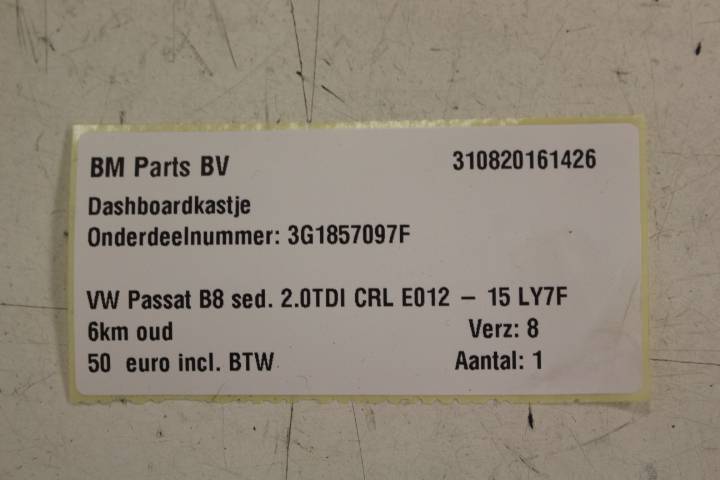 BM Parts BV 310820161426
Dashboardkastje
Onderdeelnummer: 3G1857097F
VW Passat B8 sed. 2.0TDI CRL E012 – 15 LY7F
6km oud Verz: 8
50 euro incl. BTW Aantal: 1